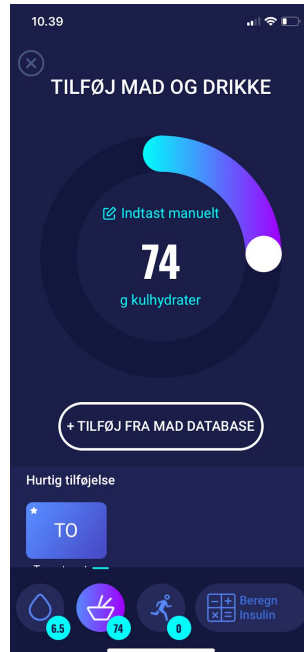 10.39
TILFØJ MAD OG DRIKKE
Indtast manuelt
74
g kulhydrater
+ TILFØJ FRA MAD DATABASE
Hurtig tilføjelse
TO
6.5
74
0
Beregn
Insulin